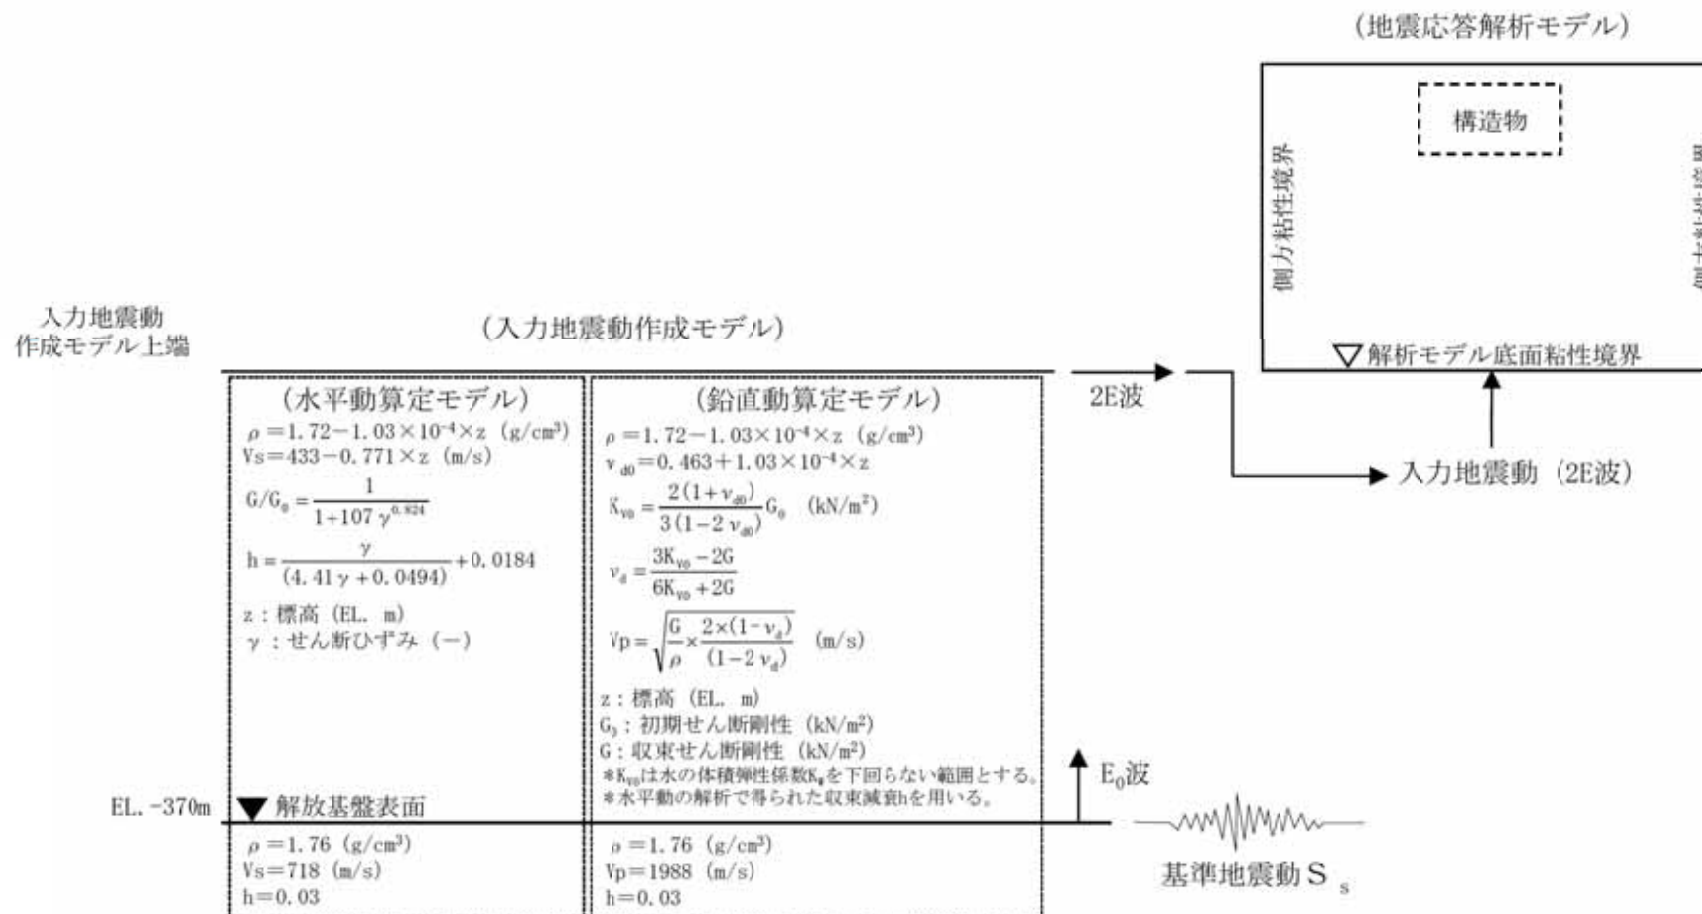 (地震応答解析モデル)
構造物
側方粘性境界
▽解析モデル底面粘性境界
入力地震動
作成モデル上端
(入力地震動作成モデル)
2E波
入力地震動 (2E波)
(水平動算定モデル)
ρ=1.72-1.03×10⁻⁴×z (g/cm³)
Vs=433-0.771×z (m/s)
G/G₀=1/(1+107γ^0.824)
h=γ/(4.41γ+0.0494)+0.0184
z:標高 (EL. m)
γ:せん断ひずみ (-)
(鉛直動算定モデル)
ρ=1.72-1.03×10⁻⁴×z (g/cm³)
ν_d0=0.463+1.03×10⁻⁴×z
K_V0=2(1+ν_d0)/3(1-2ν_d0) G₀ (kN/m²)
ν_d=(3K_V0-2G)/(6K_V0+2G)
Vp=√(G/ρ×2×(1-ν_d)/(1-2ν_d)) (m/s)
z:標高 (EL. m)
G₀:初期せん断剛性 (kN/m²)
G:収束せん断剛性 (kN/m²)
*K_V0は水の体積弾性係数K_wを下回らない範囲とする。
*水平動の解析で得られた収束減衰hを用いる。
E₀波
EL.-370m
▼ 解放基盤表面
ρ=1.76 (g/cm³)
Vs=718 (m/s)
h=0.03
ρ=1.76 (g/cm³)
Vp=1988 (m/s)
h=0.03
基準地震動Ss